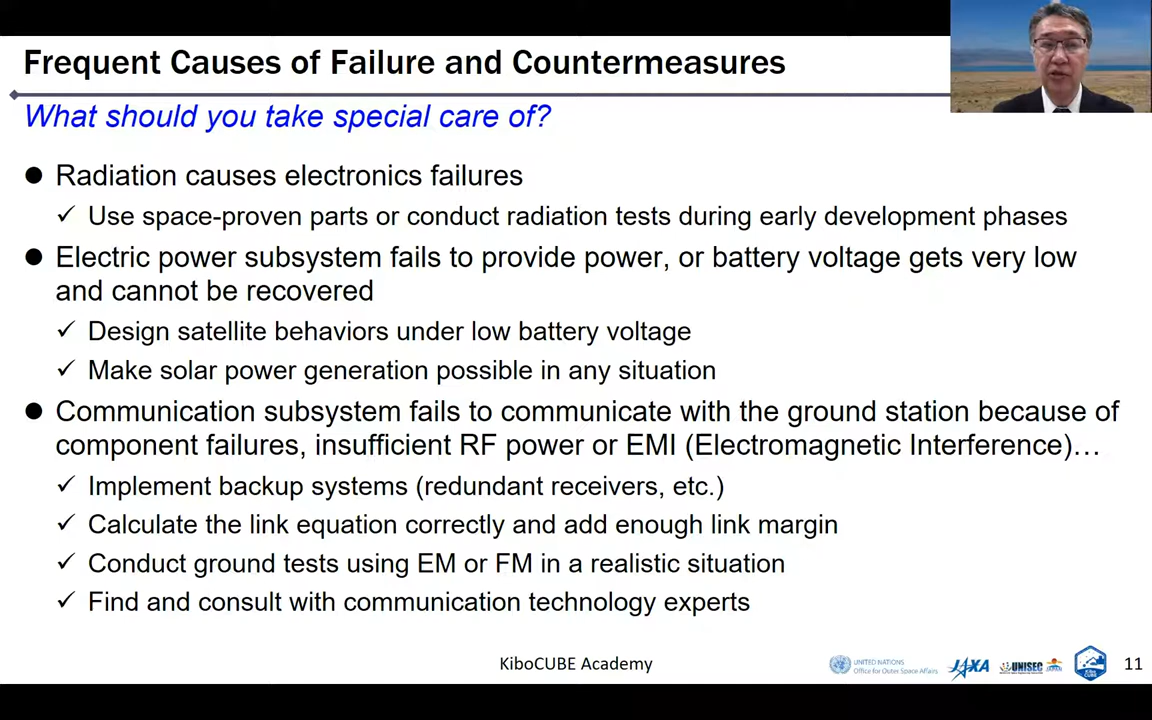 Frequent Causes of Failure and Countermeasures
What should you take special care of?
● Radiation causes electronics failures
✓ Use space-proven parts or conduct radiation tests during early development phases
● Electric power subsystem fails to provide power, or battery voltage gets very low
and cannot be recovered
✓ Design satellite behaviors under low battery voltage
✓ Make solar power generation possible in any situation
● Communication subsystem fails to communicate with the ground station because of
component failures, insufficient RF power or EMI (Electromagnetic Interference)…
✓ Implement backup systems (redundant receivers, etc.)
✓ Calculate the link equation correctly and add enough link margin
✓ Conduct ground tests using EM or FM in a realistic situation
✓ Find and consult with communication technology experts
KiboCUBE Academy
UNITED NATIONS
Office for Outer Space Affairs
JAXA
UNISEC
KIBO
CUBE
11